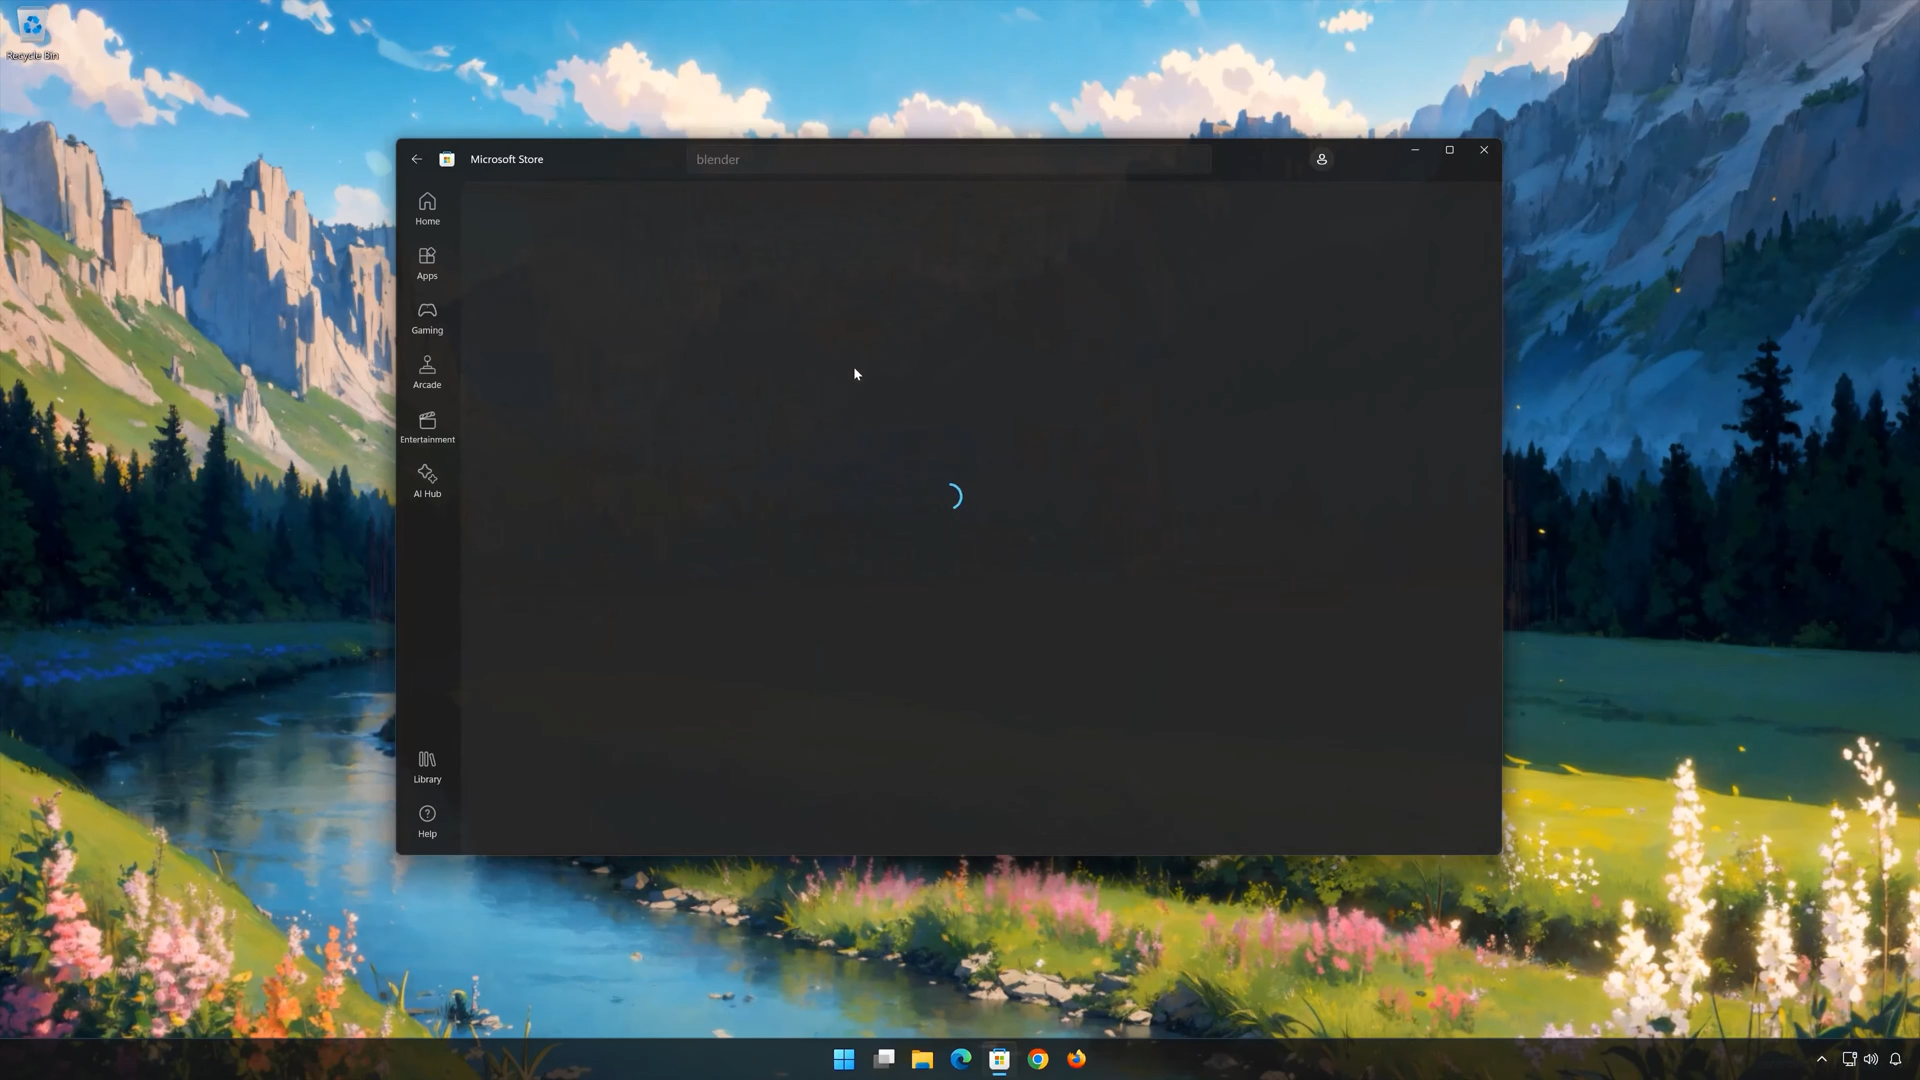 Recycle Bin
Microsoft Store
blender
Home
Apps
Gaming
Arcade
Entertainment
AI Hub
Library
Help